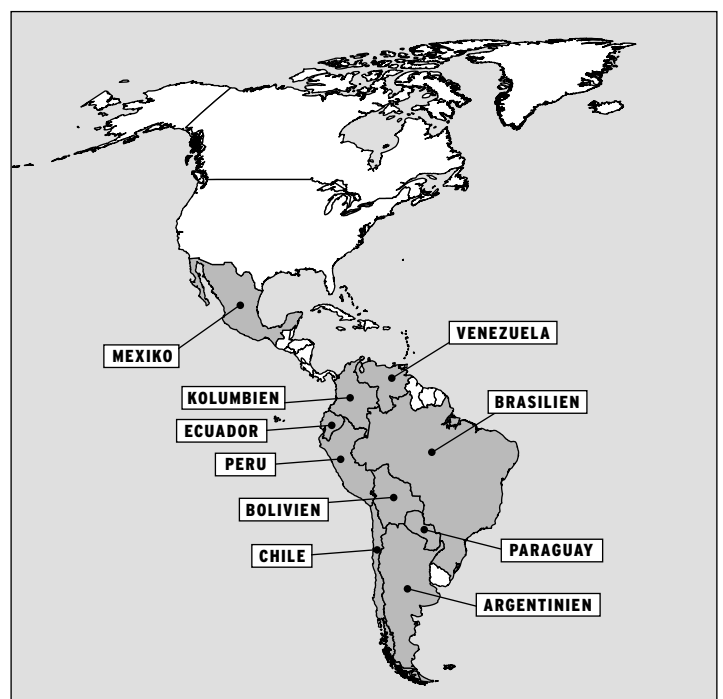 VENEZUELA
MEXIKO
KOLUMBIEN
BRASILIEN
ECUADOR
PERU
BOLIVIEN
PARAGUAY
CHILE
ARGENTINIEN